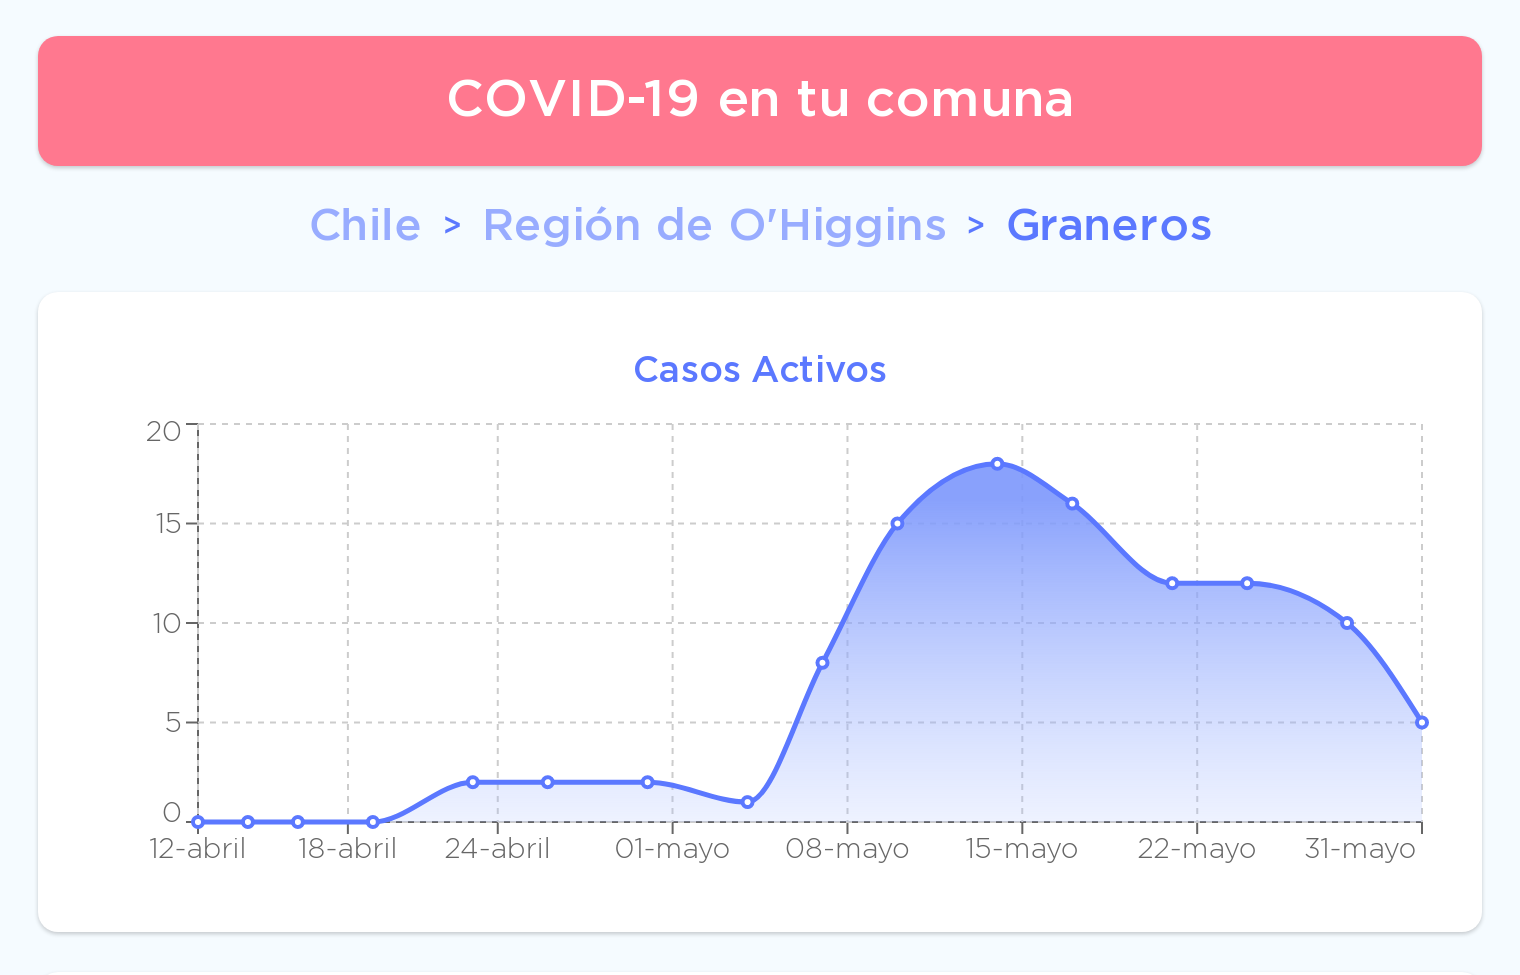 COVID-19 en tu comuna
Chile > Región de O'Higgins > Graneros
Casos Activos
20
15
10
5
0
12-abril 18-abril 24-abril 01-mayo 08-mayo 15-mayo 22-mayo 31-mayo